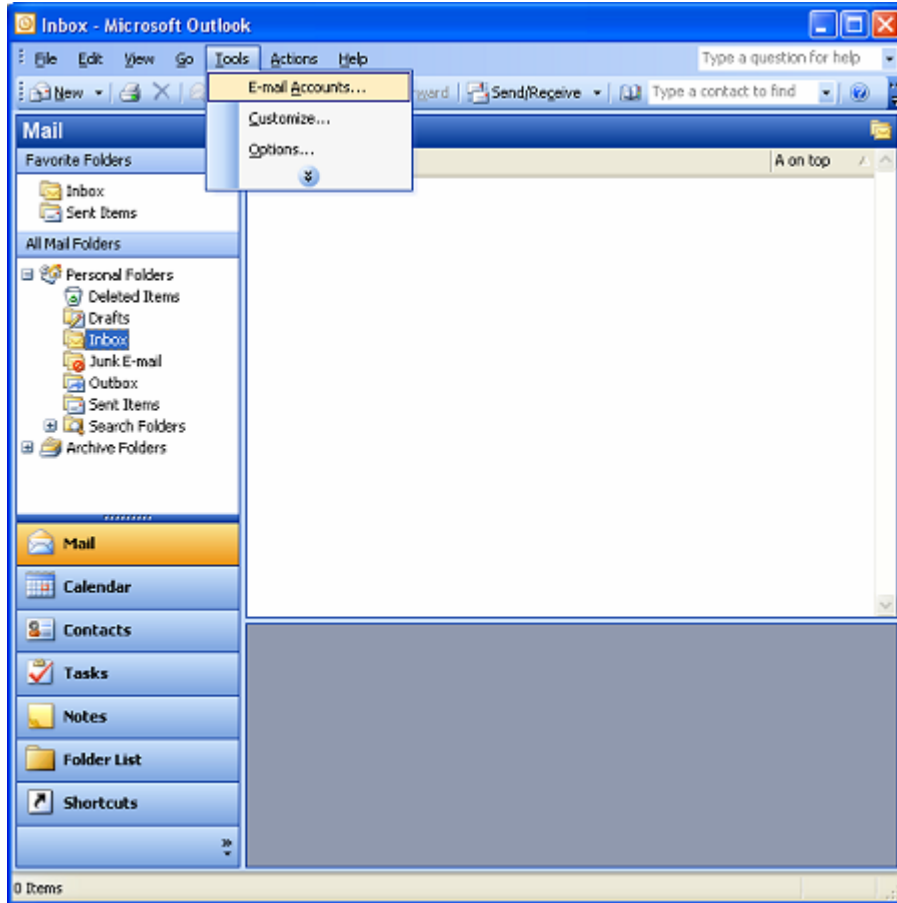 Inbox - Microsoft Outlook
File Edit View Go Tools Actions Help Type a question for help
New E-mail Accounts... Send/Receive Type a contact to find
Customize...
Options...
Mail
Favorite Folders A on top
Inbox
Sent Items
All Mail Folders
Personal Folders
Deleted Items
Drafts
Inbox
Junk E-mail
Outbox
Sent Items
Search Folders
Archive Folders
Mail
Calendar
Contacts
Tasks
Notes
Folder List
Shortcuts
0 Items